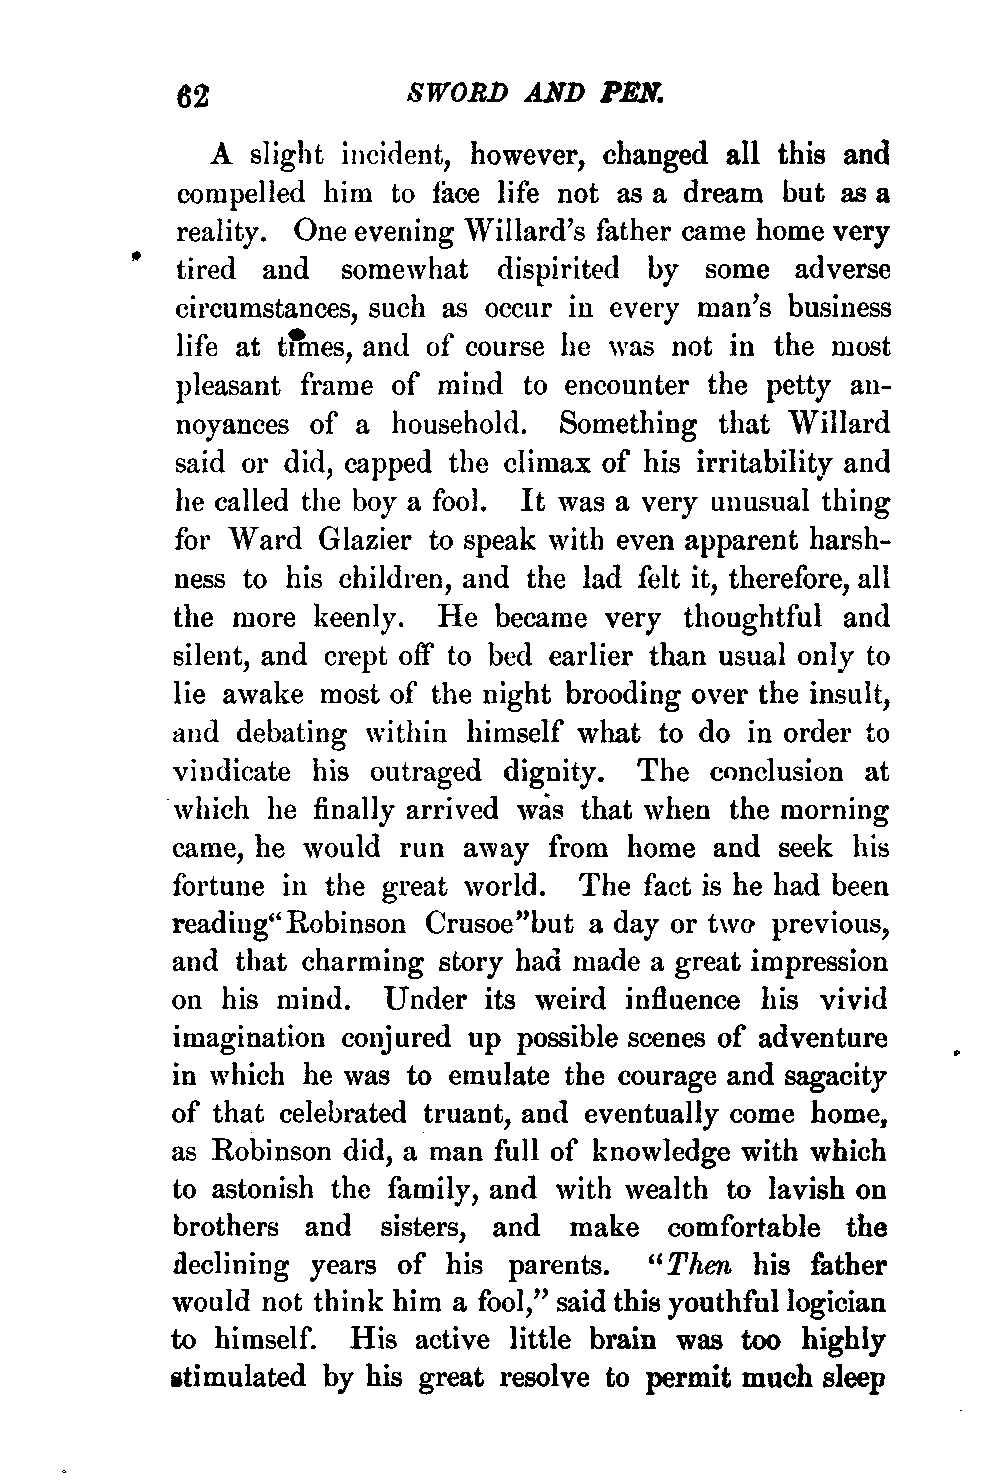 62 SWORD AND PEN.
A slight incident, however, changed all this and
compelled him to face life not as a dream but as a
reality. One evening Willard's father came home very
tired and somewhat dispirited by some adverse
circumstances, such as occur in every man's business
life at times, and of course he was not in the most
pleasant frame of mind to encounter the petty an-
noyances of a household. Something that Willard
said or did, capped the climax of his irritability and
he called the boy a fool. It was a very unusual thing
for Ward Glazier to speak with even apparent harsh-
ness to his children, and the lad felt it, therefore, all
the more keenly. He became very thoughtful and
silent, and crept off to bed earlier than usual only to
lie awake most of the night brooding over the insult,
and debating within himself what to do in order to
vindicate his outraged dignity. The conclusion at
which he finally arrived was that when the morning
came, he would run away from home and seek his
fortune in the great world. The fact is he had been
reading "Robinson Crusoe" but a day or two previous,
and that charming story had made a great impression
on his mind. Under its weird influence his vivid
imagination conjured up possible scenes of adventure
in which he was to emulate the courage and sagacity
of that celebrated truant, and eventually come home,
as Robinson did, a man full of knowledge with which
to astonish the family, and with wealth to lavish on
brothers and sisters, and make comfortable the
declining years of his parents. "Then his father
would not think him a fool," said this youthful logician
to himself. His active little brain was too highly
stimulated by his great resolve to permit much sleep